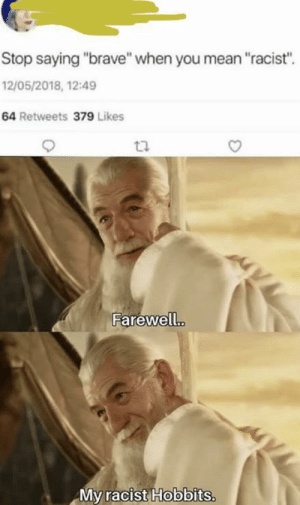 Stop saying "brave" when you mean "racist".
12/05/2018, 12:49
64 Retweets 379 Likes
Farewell..
My racist Hobbits.